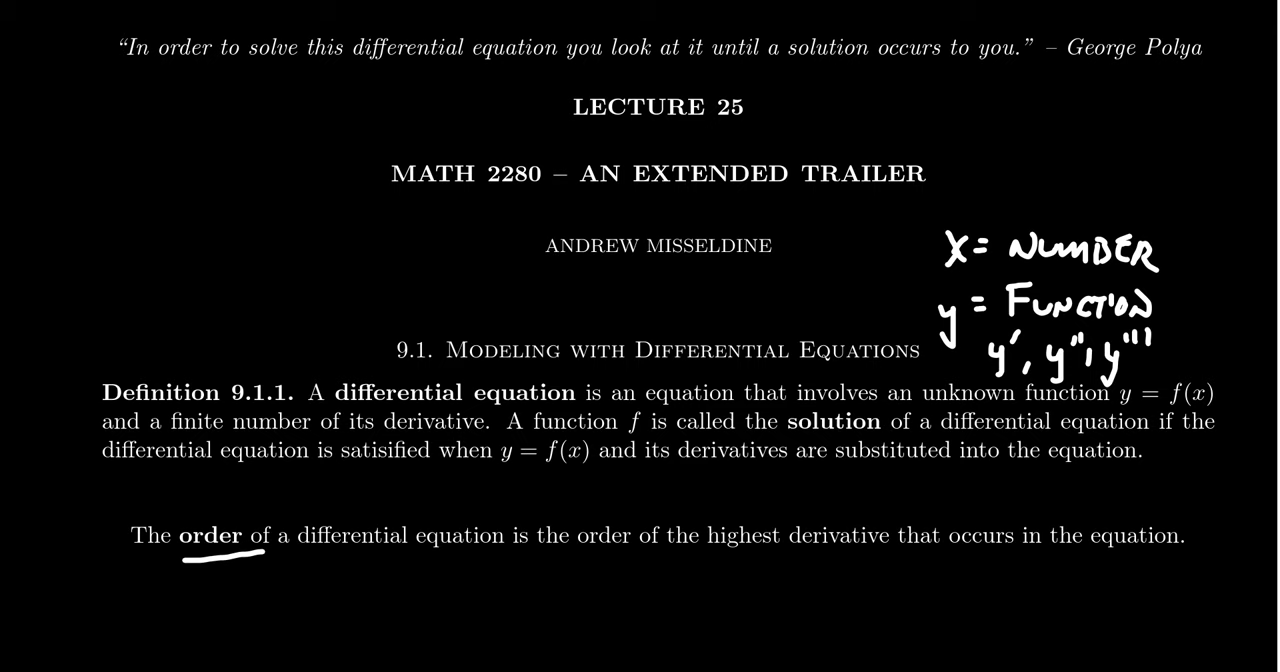 “In order to solve this differential equation you look at it until a solution occurs to you.” – George Polya
LECTURE 25
MATH 2280 – AN EXTENDED TRAILER
ANDREW MISSELDINE
X = NUMBER
y = FUNCTION
y', y'', y'''
9.1. Modeling with Differential Equations
Definition 9.1.1. A differential equation is an equation that involves an unknown function y = f(x)
and a finite number of its derivative. A function f is called the solution of a differential equation if the
differential equation is satisified when y = f(x) and its derivatives are substituted into the equation.
The order of a differential equation is the order of the highest derivative that occurs in the equation.